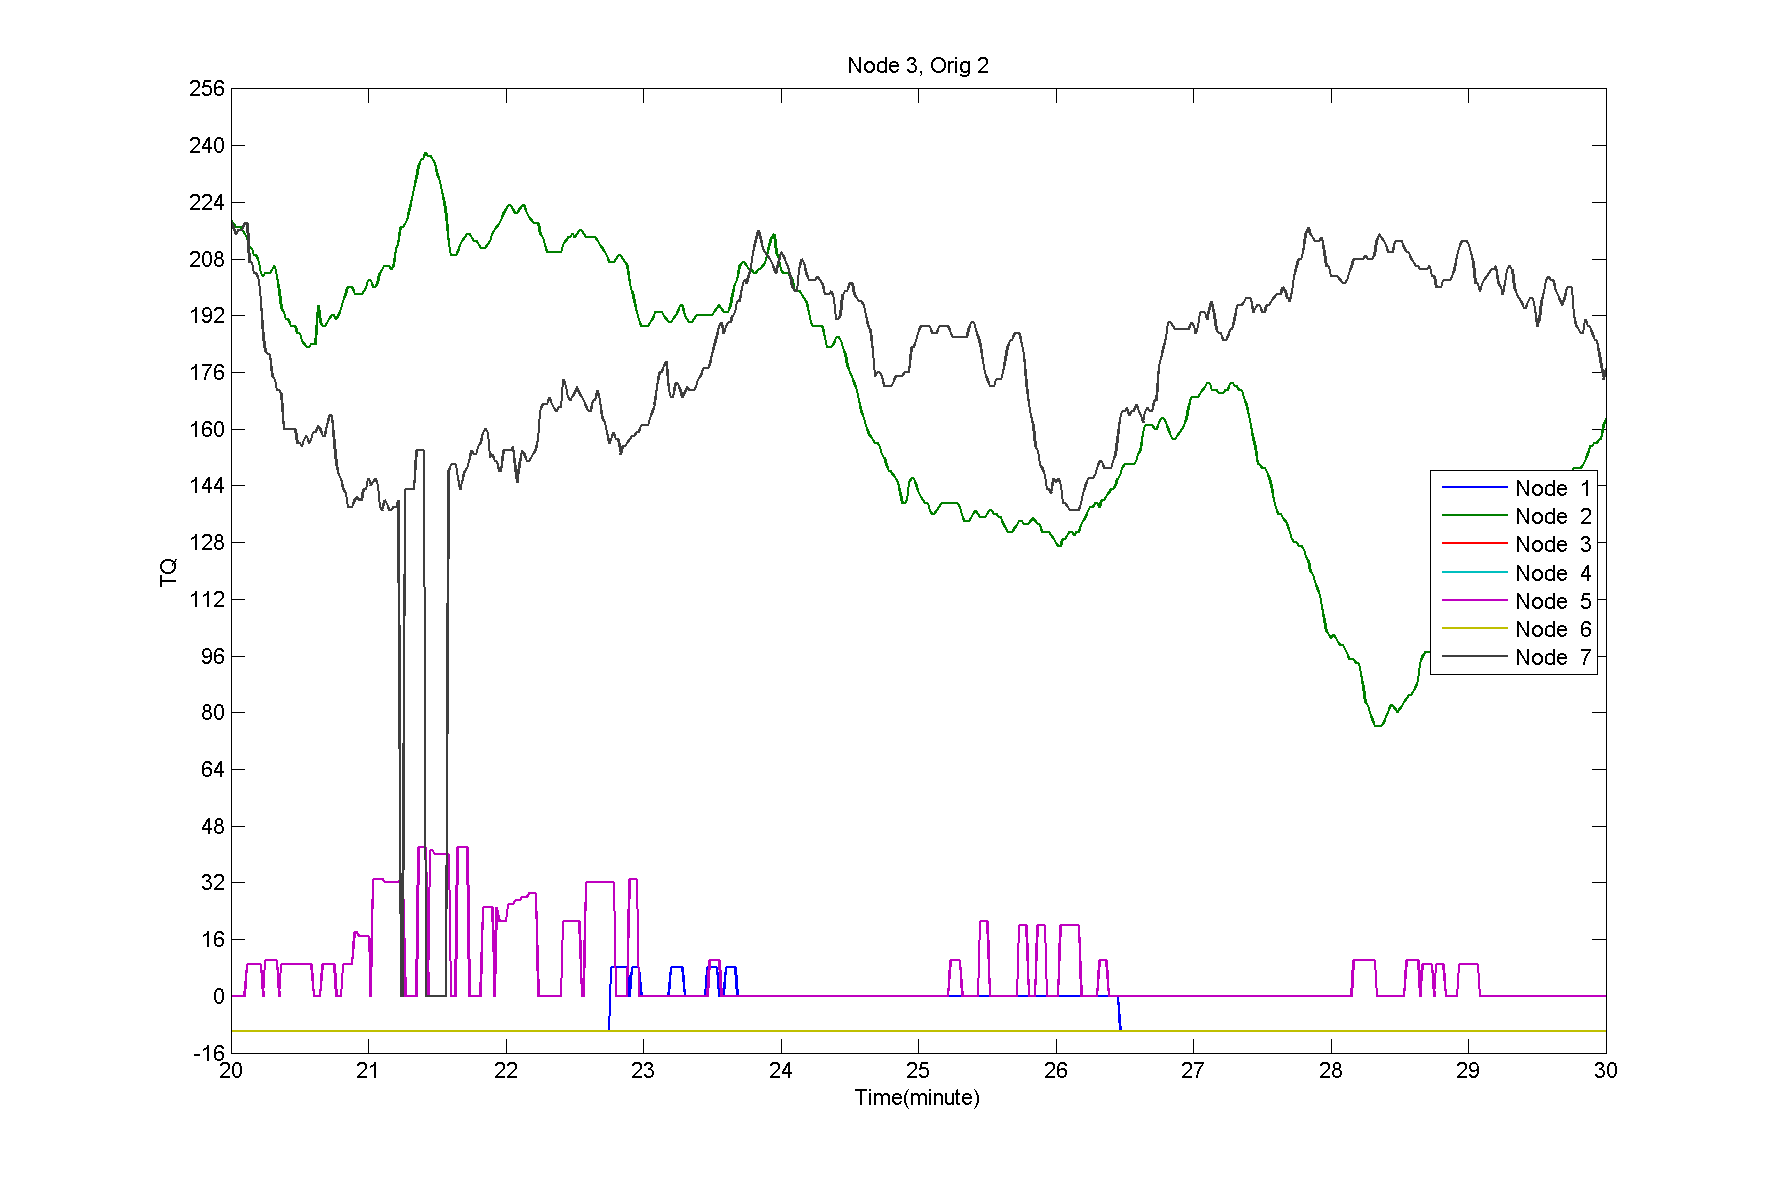 Node 3, Orig 2
256
240
224
208
192
176
160
144
128
112
96
80
64
48
32
16
0
-16
TQ
Node 1
Node 2
Node 3
Node 4
Node 5
Node 6
Node 7
20 21 22 23 24 25 26 27 28 29 30
Time(minute)